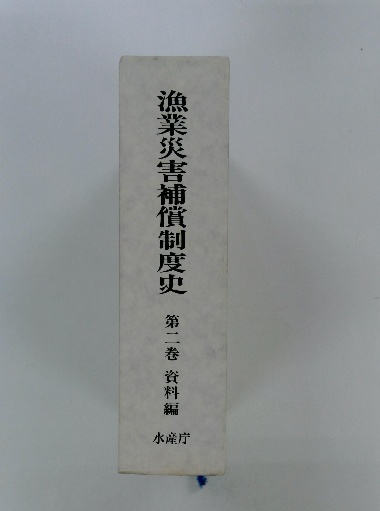 漁業災害補償制度史
第二巻 資料編
水産庁